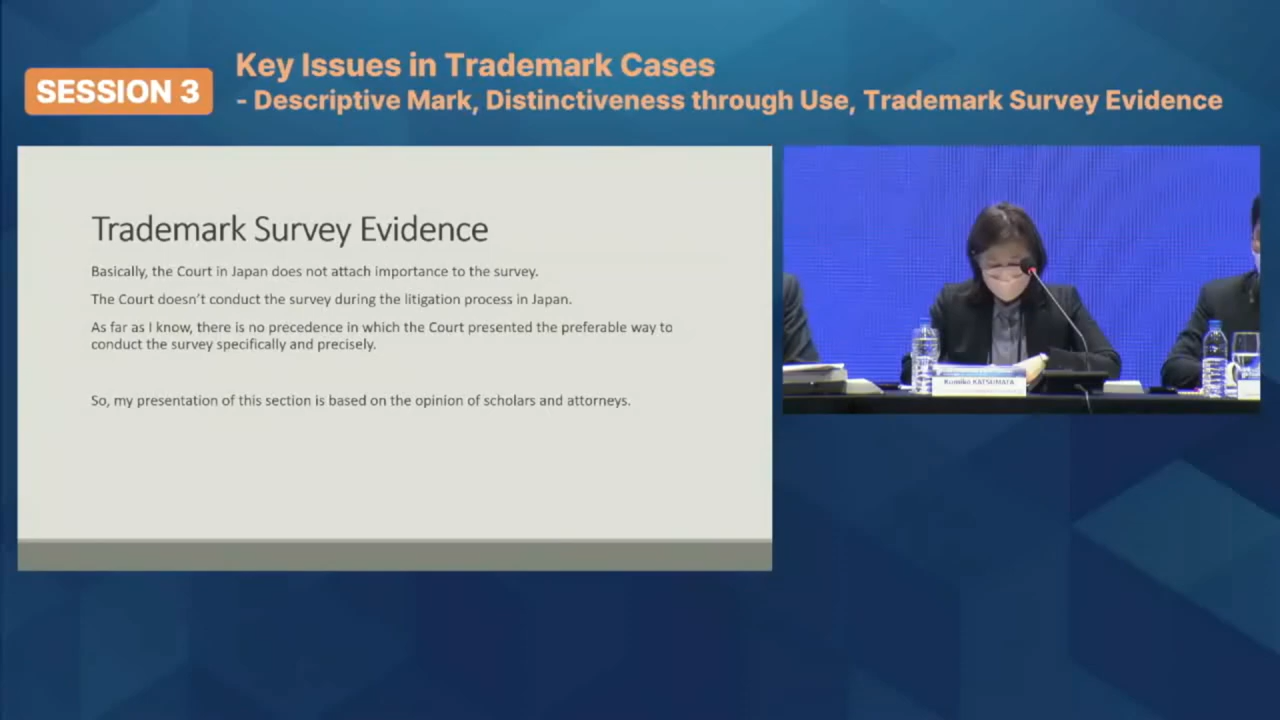 SESSION 3
Key Issues in Trademark Cases
- Descriptive Mark, Distinctiveness through Use, Trademark Survey Evidence
Trademark Survey Evidence
Basically, the Court in Japan does not attach importance to the survey.
The Court doesn't conduct the survey during the litigation process in Japan.
As far as I know, there is no precedence in which the Court presented the preferable way to
conduct the survey specifically and precisely.
So, my presentation of this section is based on the opinion of scholars and attorneys.
KATSUMATA